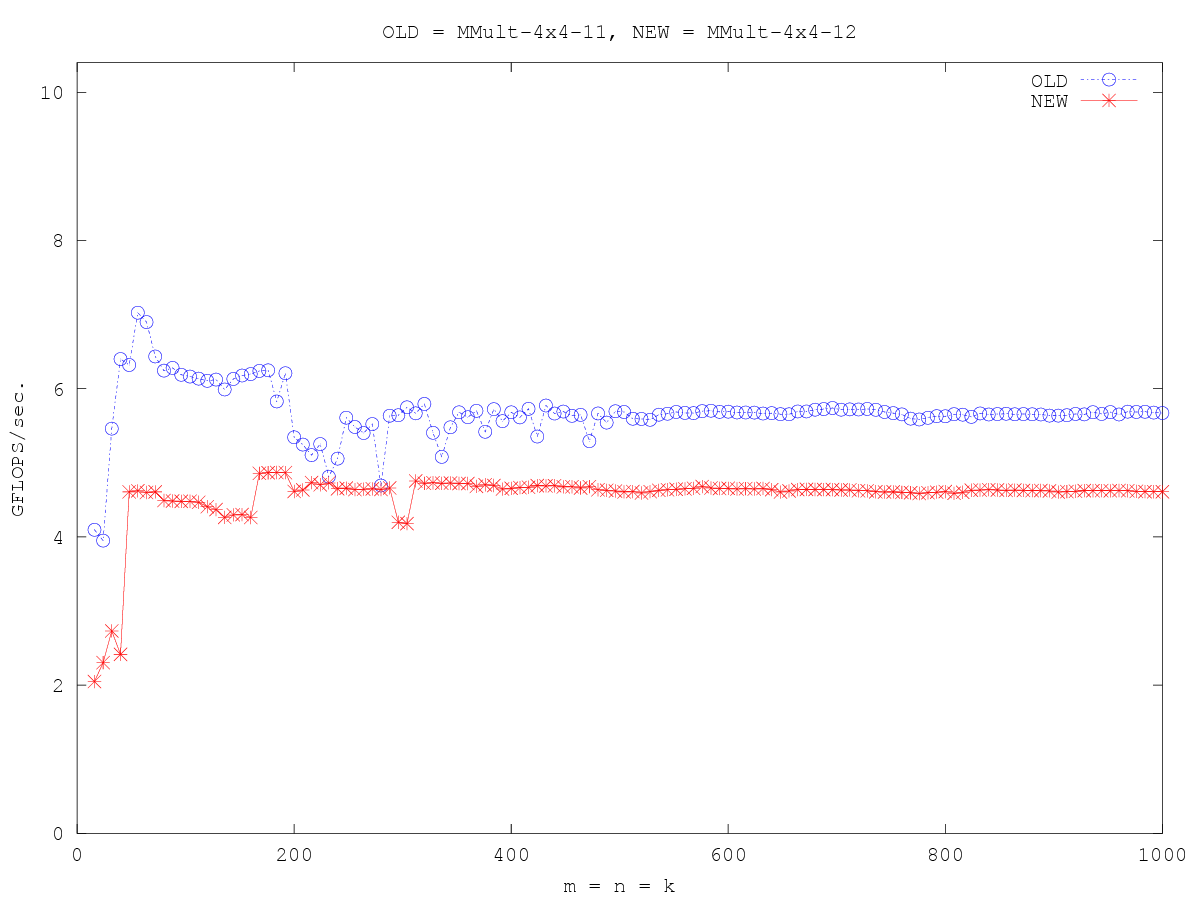 OLD = MMult-4x4-11, NEW = MMult-4x4-12
OLD
NEW
10
8
6
4
2
0
GFLOPS/sec.
0 200 400 600 800 1000
m = n = k